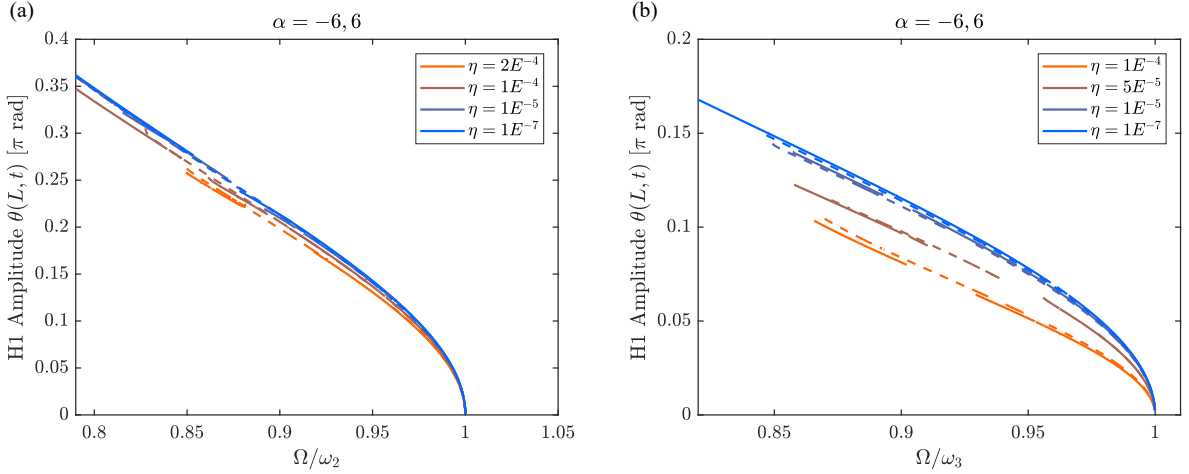 (a)
α = −6, 6
H1 Amplitude θ(L, t) [π rad]
0.4
0.35
0.3
0.25
0.2
0.15
0.1
0.05
0
η = 2E⁻⁴
η = 1E⁻⁴
η = 1E⁻⁵
η = 1E⁻⁷
0.8
0.85
0.9
0.95
1
1.05
Ω/ω₂
(b)
α = −6, 6
H1 Amplitude θ(L, t) [π rad]
0.2
0.15
0.1
0.05
0
η = 1E⁻⁴
η = 5E⁻⁵
η = 1E⁻⁵
η = 1E⁻⁷
0.85
0.9
0.95
1
Ω/ω₃